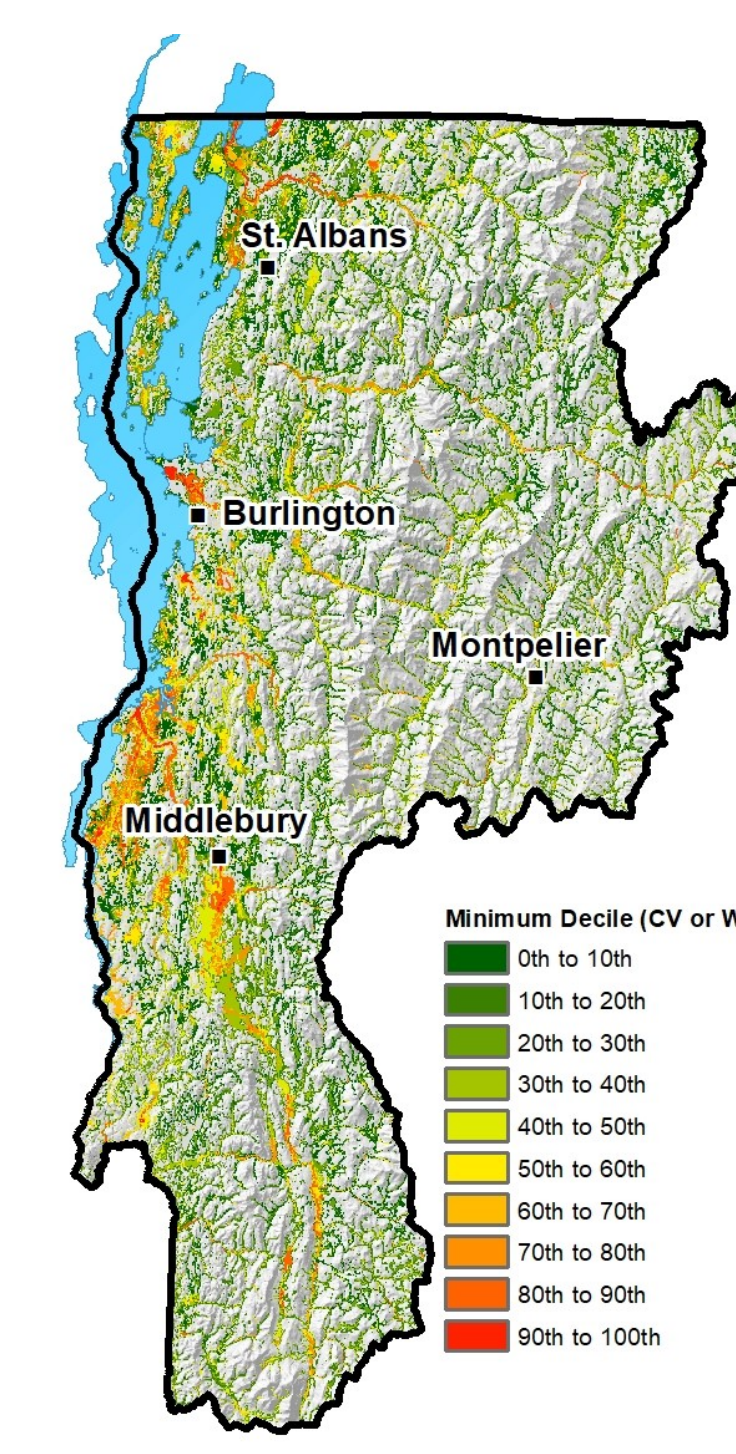 St. Albans
Burlington
Montpelier
Middlebury
Minimum Decile (CV or W
0th to 10th
10th to 20th
20th to 30th
30th to 40th
40th to 50th
50th to 60th
60th to 70th
70th to 80th
80th to 90th
90th to 100th